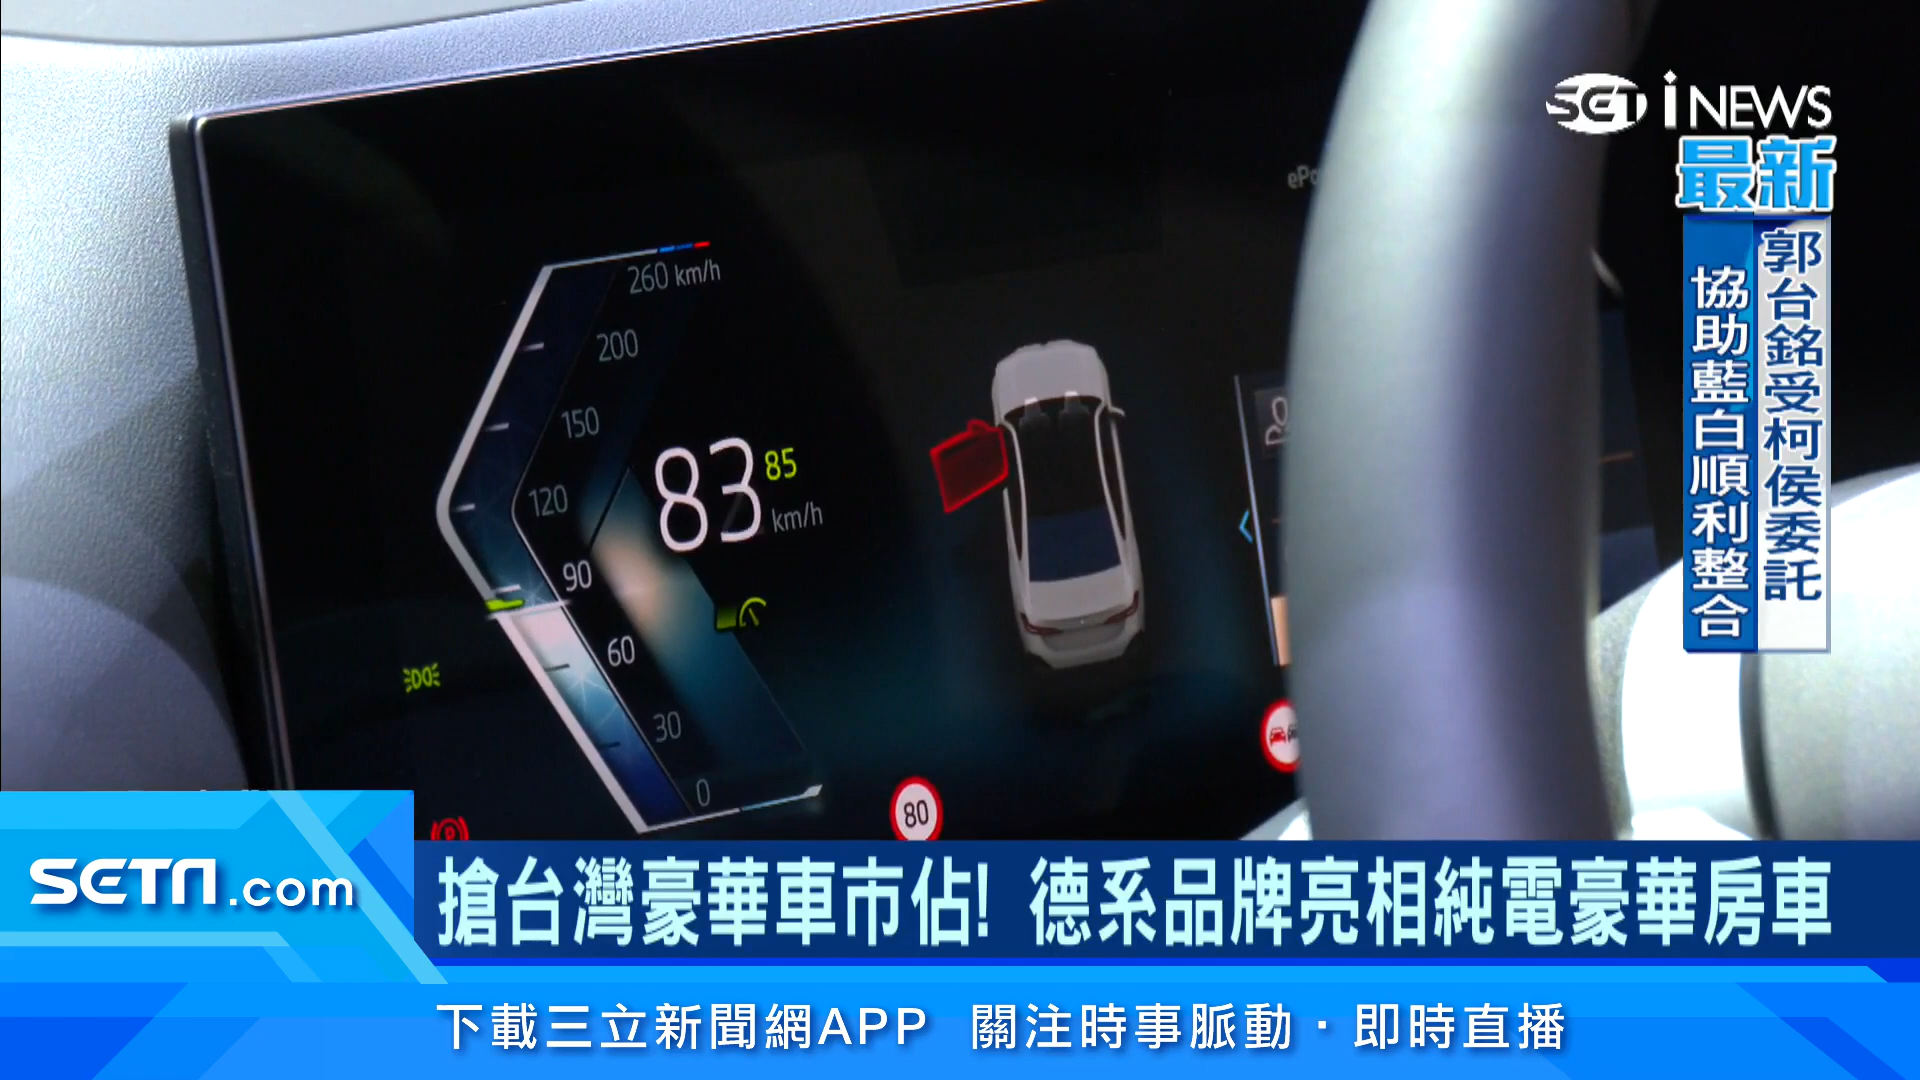 SET iNEWS
最新
郭台銘受柯侯委託
協助藍白順利整合
260 km/h
200
150
120
90
60
30
0
83
85
km/h
80
SETN.com
搶台灣豪華車市佔! 德系品牌亮相純電豪華房車
下載三立新聞網APP 關注時事脈動·即時直播